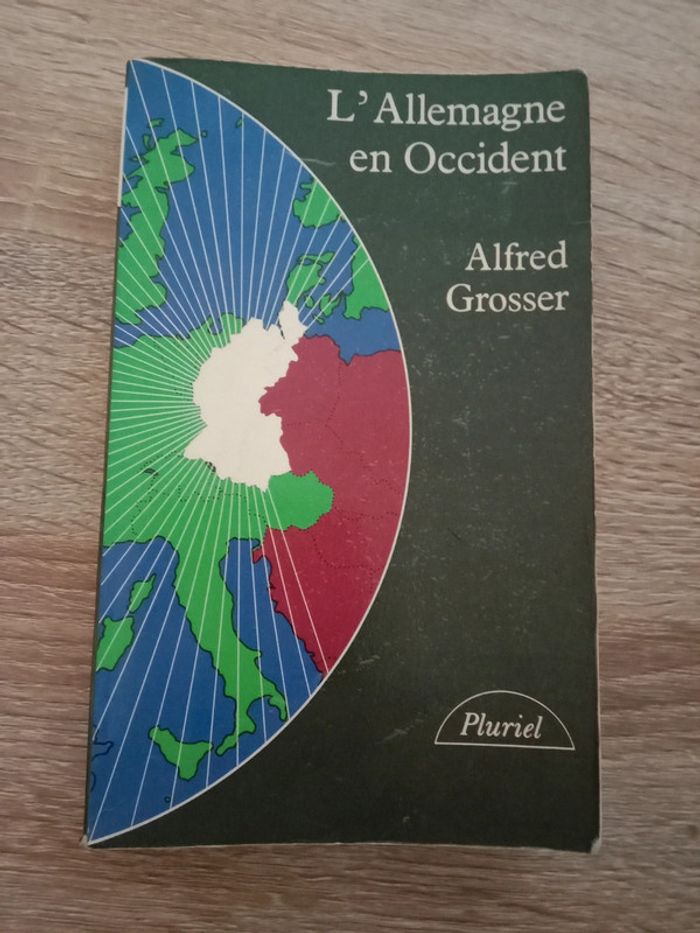 L'Allemagne
en Occident
Alfred
Grosser
Pluriel